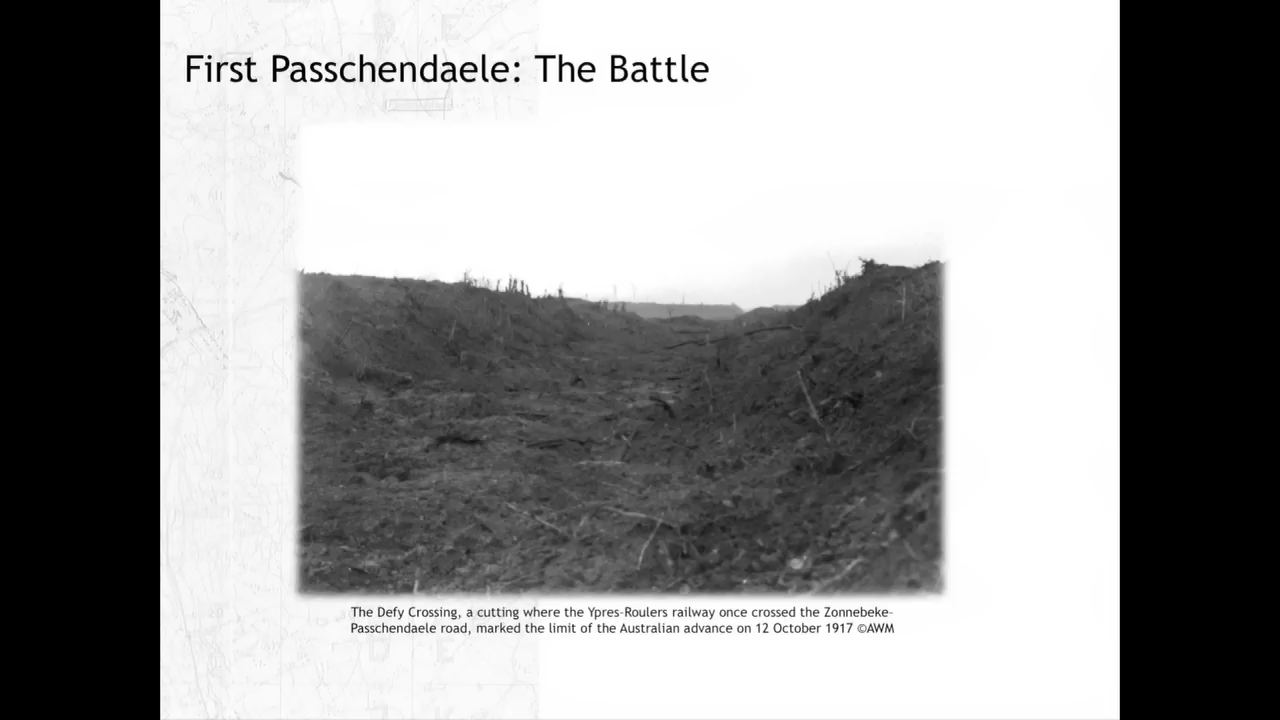 First Passchendaele: The Battle
The Defy Crossing, a cutting where the Ypres-Roulers railway once crossed the Zonnebeke-
Passchendaele road, marked the limit of the Australian advance on 12 October 1917 ©AWM